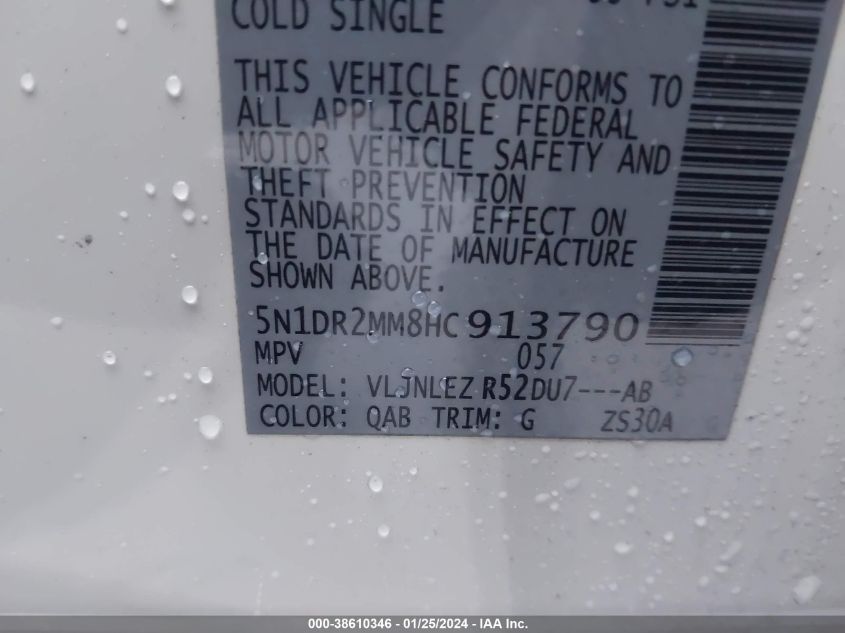 COLD SINGLE
THIS VEHICLE CONFORMS TO
ALL APPLICABLE FEDERAL
MOTOR VEHICLE SAFETY AND
THEFT PREVENTION
STANDARDS IN EFFECT ON
THE DATE OF MANUFACTURE
SHOWN ABOVE.
5N1DR2MM8HC913790
MPV 057
MODEL: VLJNLEZ R52DU7---AB
COLOR: QAB TRIM: G ZS30A
000-38610346 - 01/25/2024 - IAA Inc.